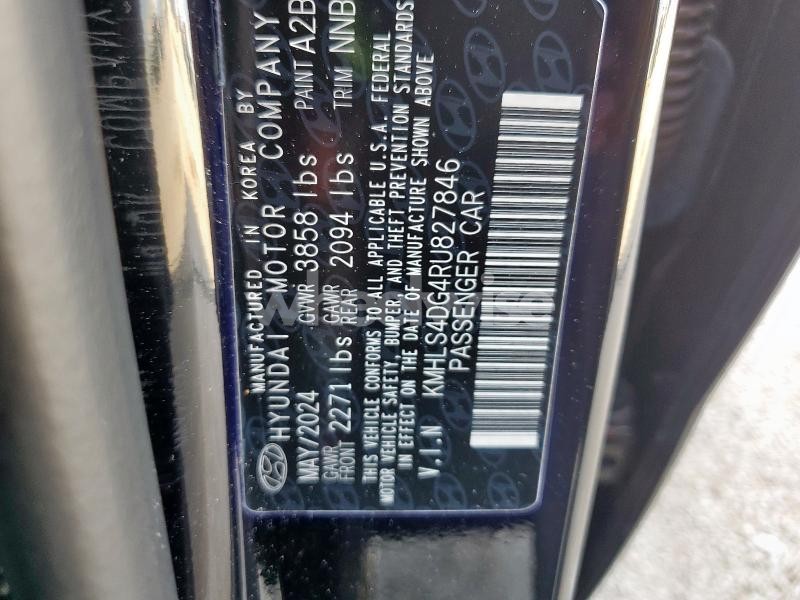 MANUFACTURED IN KOREA BY
HYUNDAI MOTOR COMPANY
MAY/2024 GVWR 3858 lbs PAINT A2B
GAWR FRONT 2271 lbs GAWR REAR 2094 lbs TRIM NNB
THIS VEHICLE CONFORMS TO ALL APPLICABLE U.S.A. FEDERAL
MOTOR VEHICLE SAFETY, BUMPER, AND THEFT PREVENTION STANDARDS
IN EFFECT ON THE DATE OF MANUFACTURE SHOWN ABOVE
V.I.N KMHLS4DG4RU827846
PASSENGER CAR